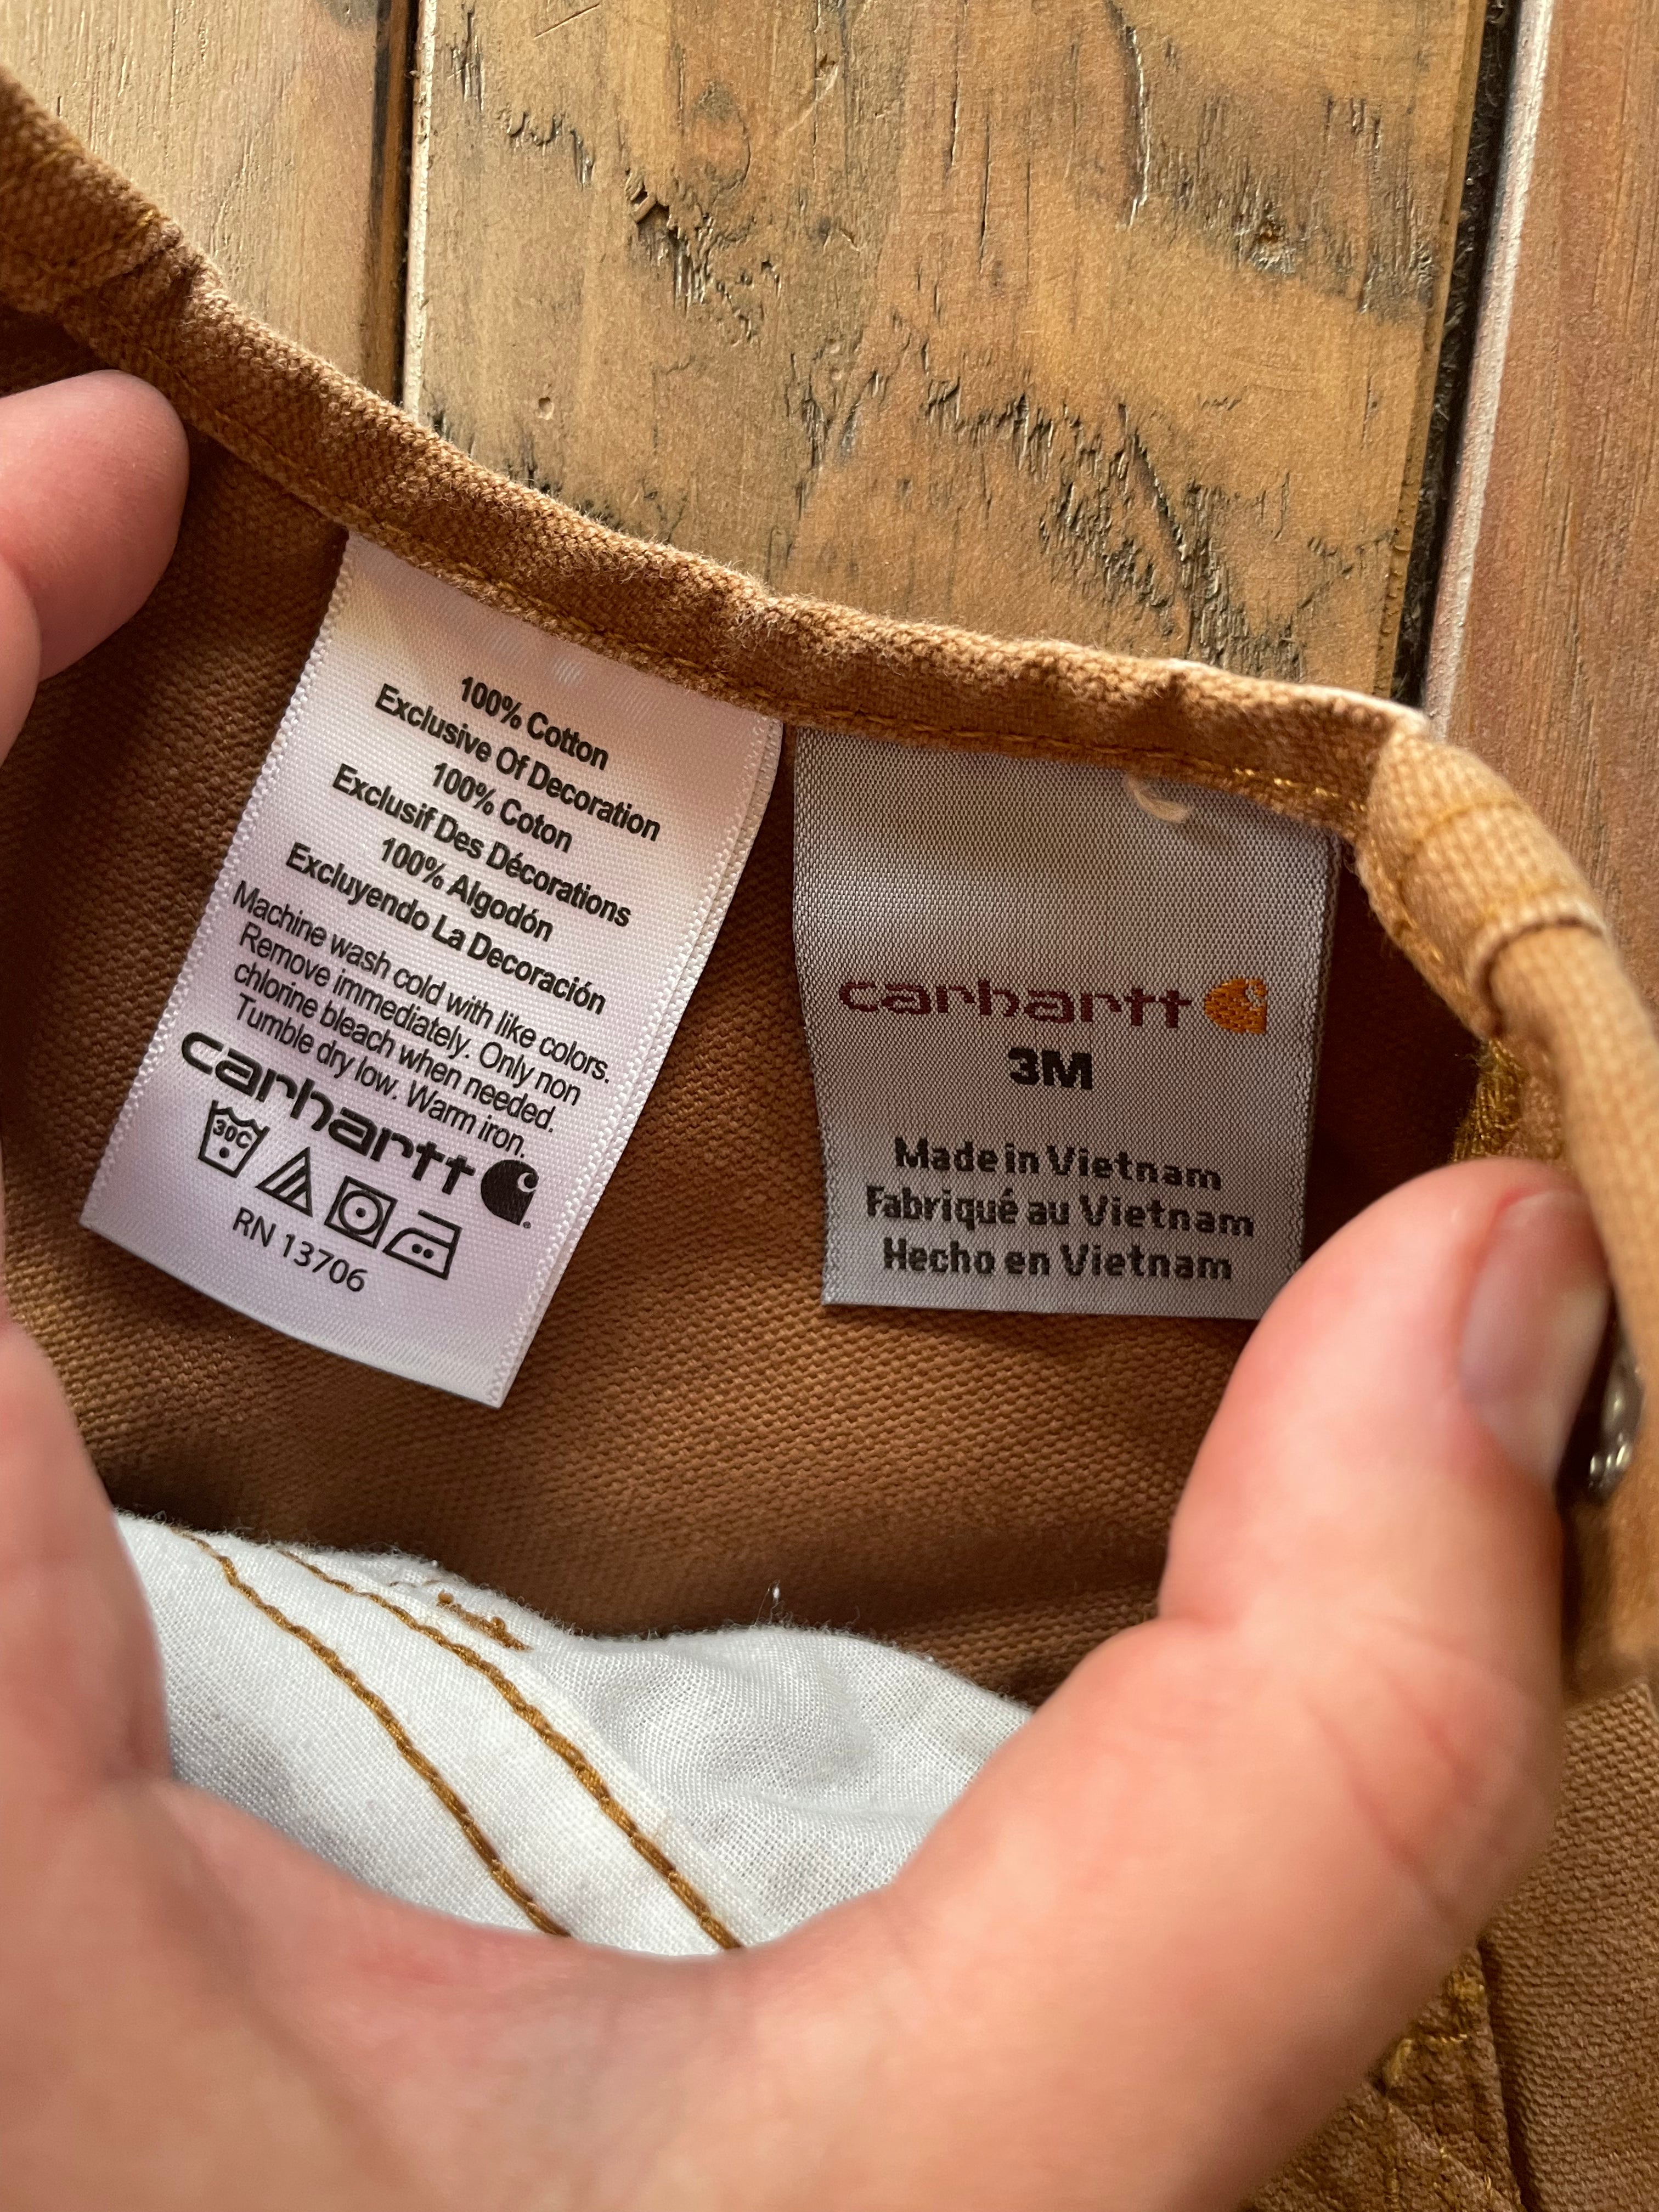 100% Cotton
Exclusive Of Decoration
100% Coton
Exclusif Des Décorations
100% Algodón
Excluyendo La Decoración
Machine wash cold with like colors.
Remove immediately. Only non
chlorine bleach when needed.
Tumble dry low. Warm iron.
carhartt
30C
RN 13706
carhartt
3M
Made in Vietnam
Fabriqué au Vietnam
Hecho en Vietnam